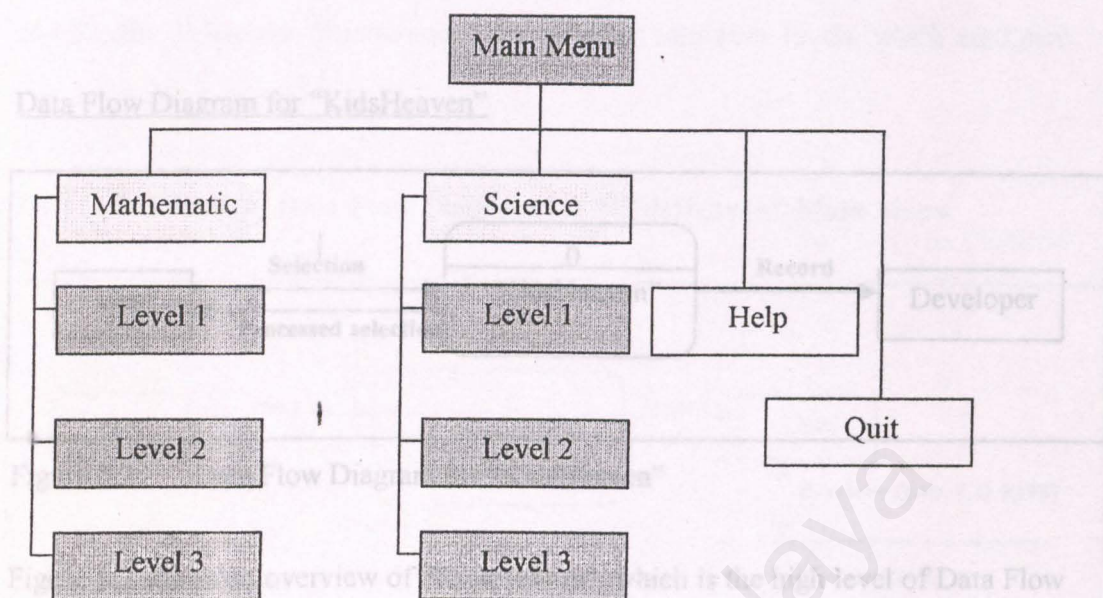 Main Menu
Data Flow Diagram for "KidsHeaven"
Mathematic
Science
Selection
0
Record
Level 1
Level 1
Help
Developer
Processed selection
Level 2
Level 2
Quit
Flow Diagram
Level 3
Level 3
overview of
which is the high level of Data Flow
laya